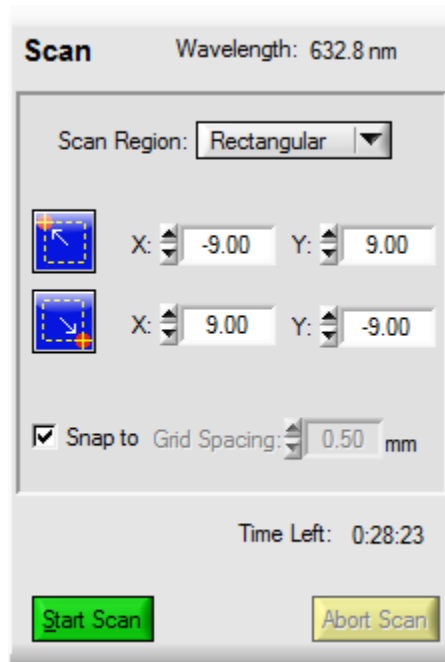 Scan Wavelength: 632.8 nm
Scan Region: Rectangular
X: -9.00 Y: 9.00
X: 9.00 Y: -9.00
Snap to Grid Spacing: 0.50 mm
Time Left: 0:28:23
Start Scan Abort Scan